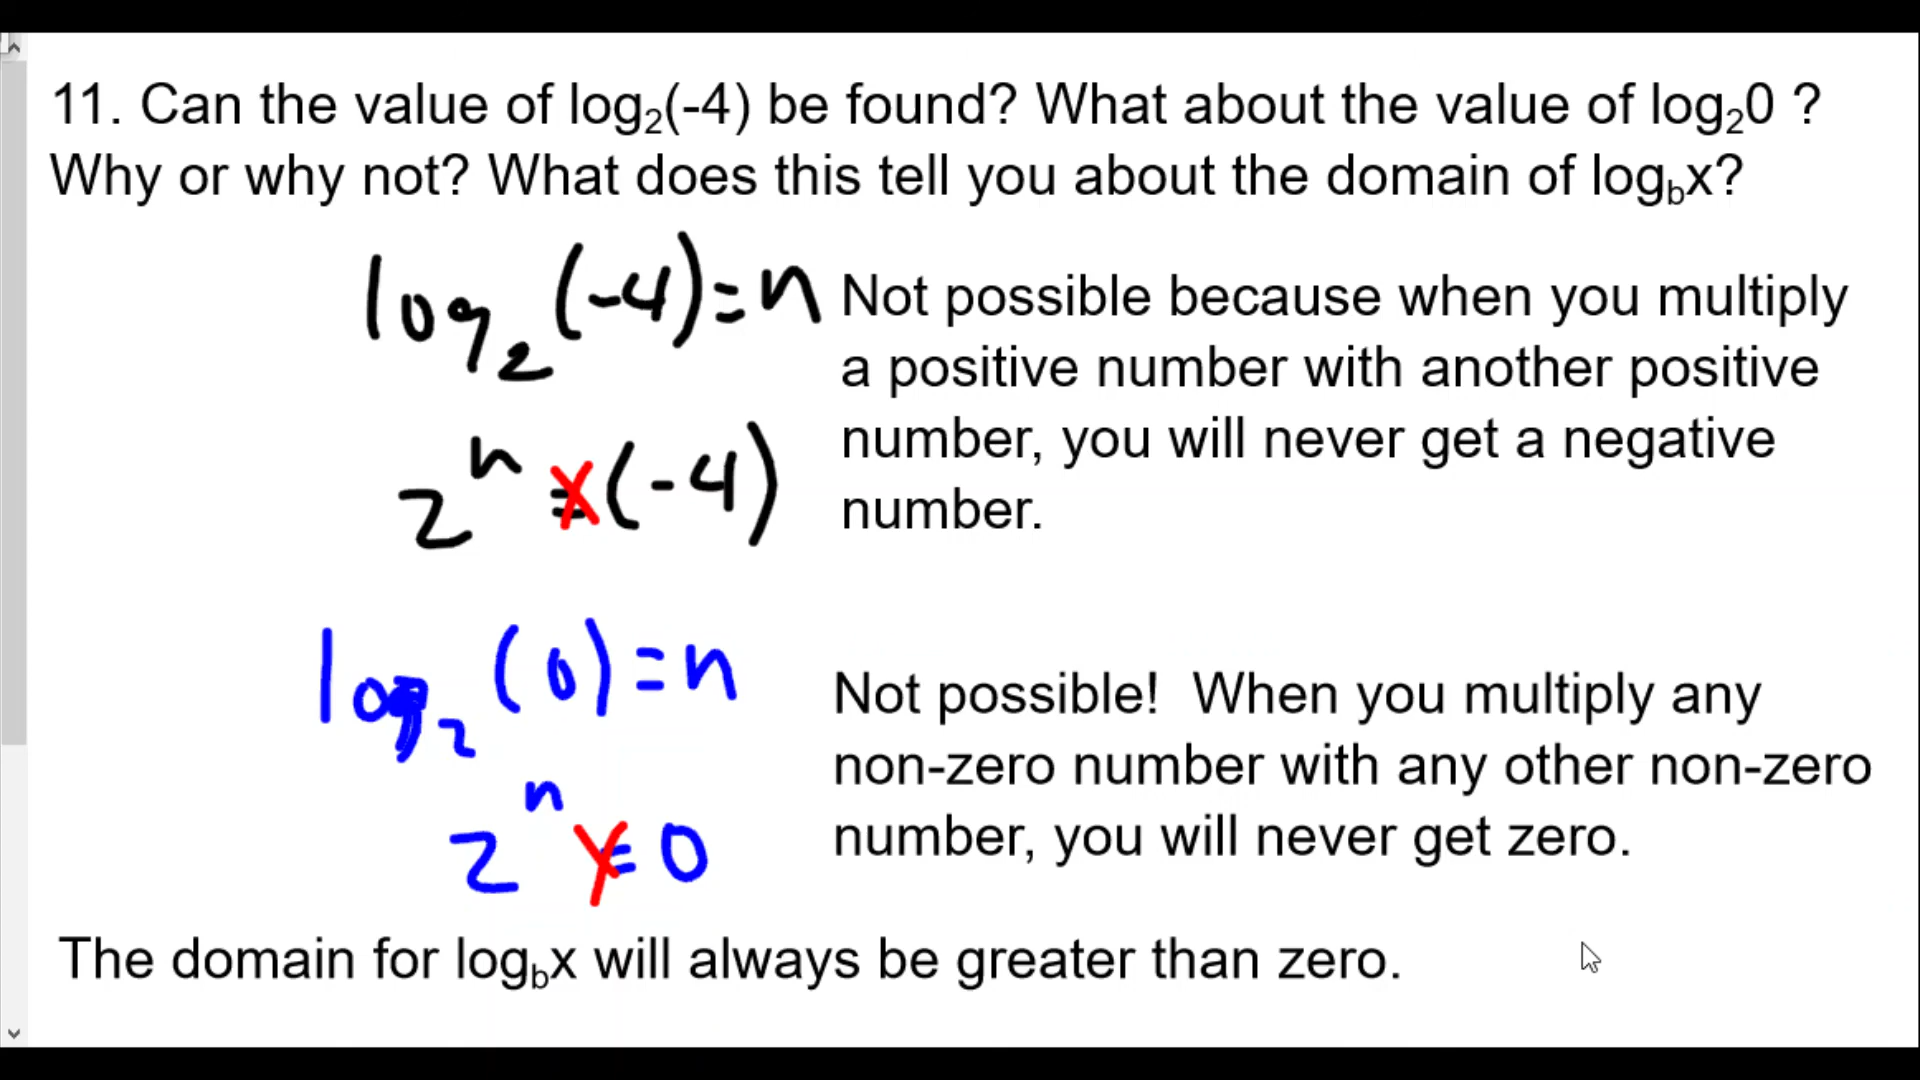 11. Can the value of log₂(-4) be found? What about the value of log₂0 ?
Why or why not? What does this tell you about the domain of log_bx?
log₂(-4)=n
Not possible because when you multiply
a positive number with another positive
number, you will never get a negative
number.
2ⁿ=(-4)
log₂(0)=n
Not possible! When you multiply any
non-zero number with any other non-zero
number, you will never get zero.
2ⁿ=0
The domain for log_bx will always be greater than zero.